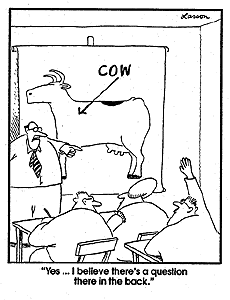 Larson
COW
"Yes ... I believe there's a question
there in the back."